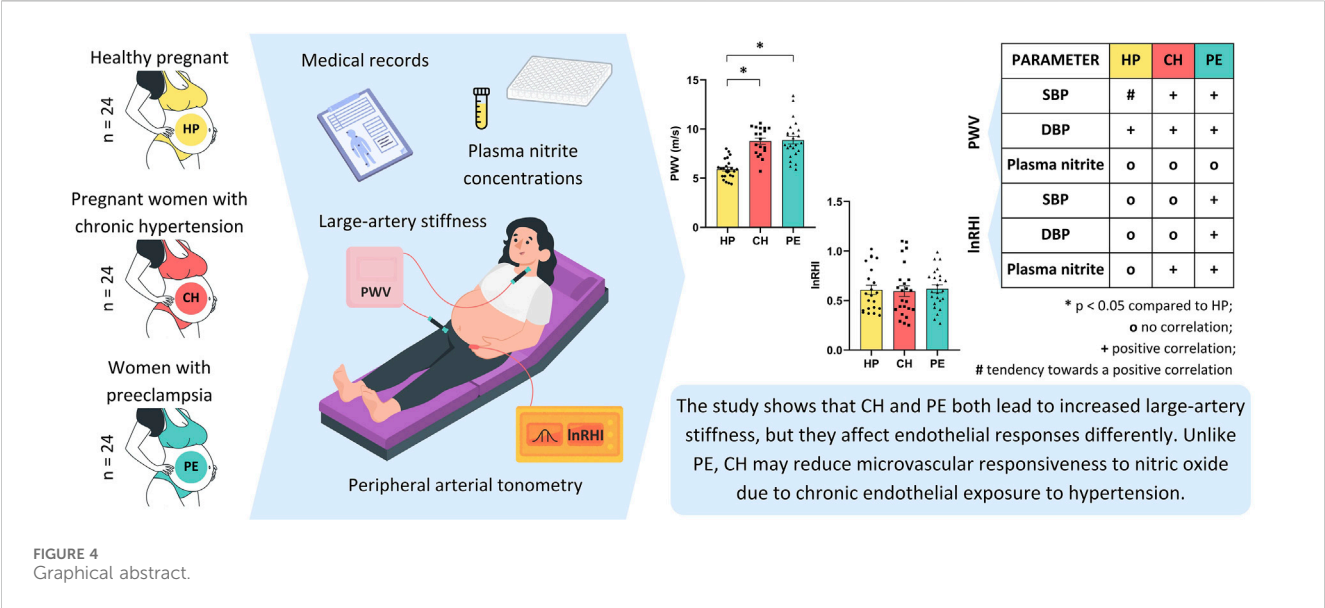 Healthy pregnant
n = 24
HP
Pregnant women with
chronic hypertension
n = 24
CH
Women with
preeclampsia
n = 24
PE
Medical records
Plasma nitrite
concentrations
Large-artery stiffness
PWV
lnRHI
Peripheral arterial tonometry
*
*
PWV (m/s)
15
10
5
0
HP CH PE
lnRHI
1.5
1.0
0.5
0.0
HP CH PE
PARAMETER HP CH PE
PWV
SBP # + +
DBP + + +
Plasma nitrite o o o
lnRHI
SBP o o +
DBP o o +
Plasma nitrite o + +
* p < 0.05 compared to HP;
o no correlation;
+ positive correlation;
# tendency towards a positive correlation
The study shows that CH and PE both lead to increased large-artery
stiffness, but they affect endothelial responses differently. Unlike
PE, CH may reduce microvascular responsiveness to nitric oxide
due to chronic endothelial exposure to hypertension.
FIGURE 4
Graphical abstract.